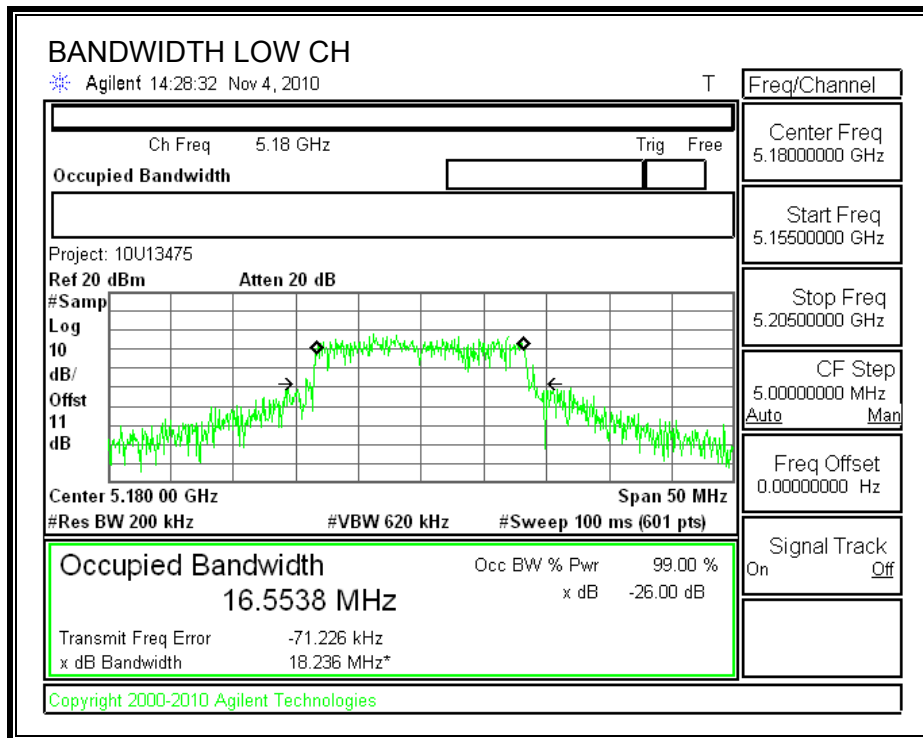 BANDWIDTH LOW CH
Agilent 14:28:32 Nov 4, 2010 T
Freq/Channel
Ch Freq 5.18 GHz Trig Free
Occupied Bandwidth
Center Freq
5.18000000 GHz
Start Freq
5.15500000 GHz
Stop Freq
5.20500000 GHz
CF Step
5.00000000 MHz
Auto Man
Freq Offset
0.00000000 Hz
Signal Track
On Off
Project: 10U13475
Ref 20 dBm Atten 20 dB
#Samp
Log
10
dB/
Offst
11
dB
Center 5.180 00 GHz Span 50 MHz
#Res BW 200 kHz #VBW 620 kHz #Sweep 100 ms (601 pts)
Occupied Bandwidth Occ BW % Pwr 99.00 %
16.5538 MHz x dB -26.00 dB
Transmit Freq Error -71.226 kHz
x dB Bandwidth 18.236 MHz*
Copyright 2000-2010 Agilent Technologies